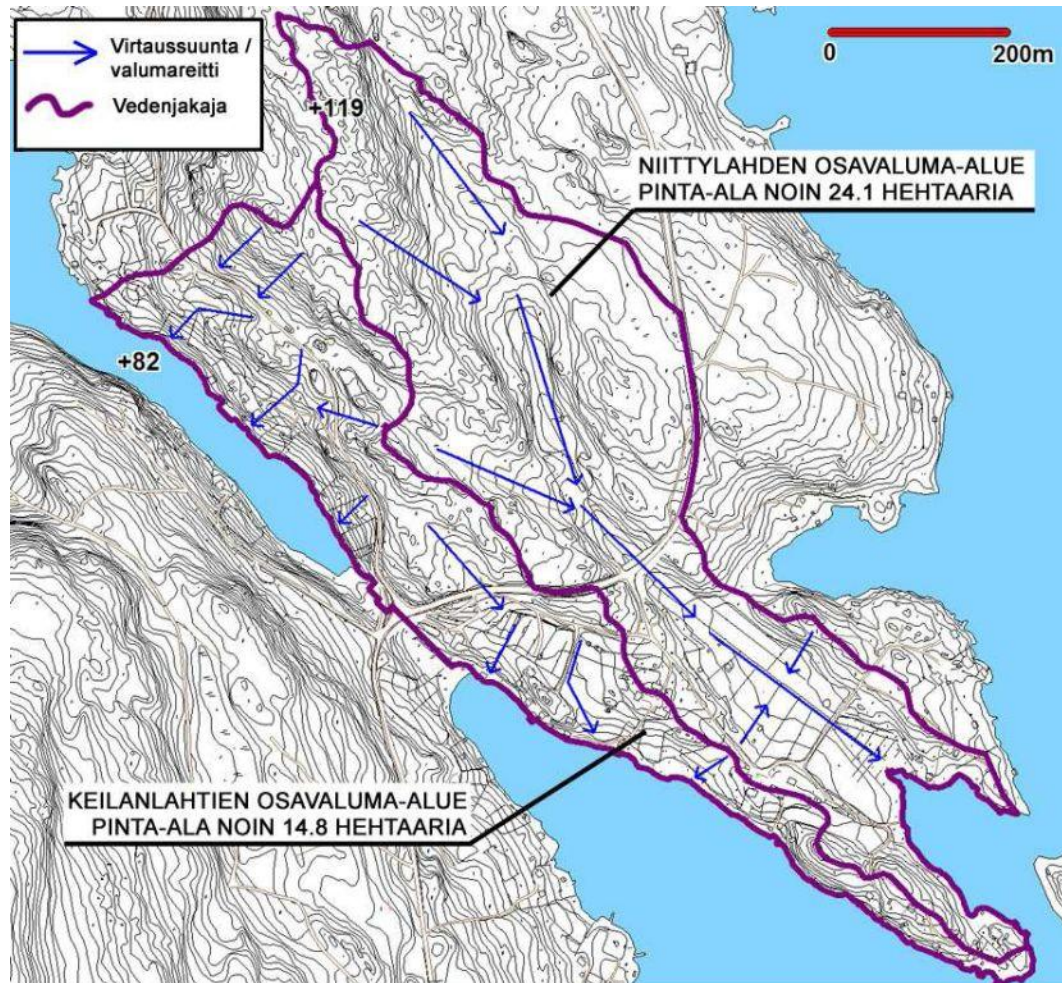 Virtaussuunta /
valumareitti
Vedenjakaja
0 200m
+119
NIITTYLAHDEN OSAVALUMA-ALUE
PINTA-ALA NOIN 24.1 HEHTAARIA
+82
KEILANLAHTIEN OSAVALUMA-ALUE
PINTA-ALA NOIN 14.8 HEHTAARIA